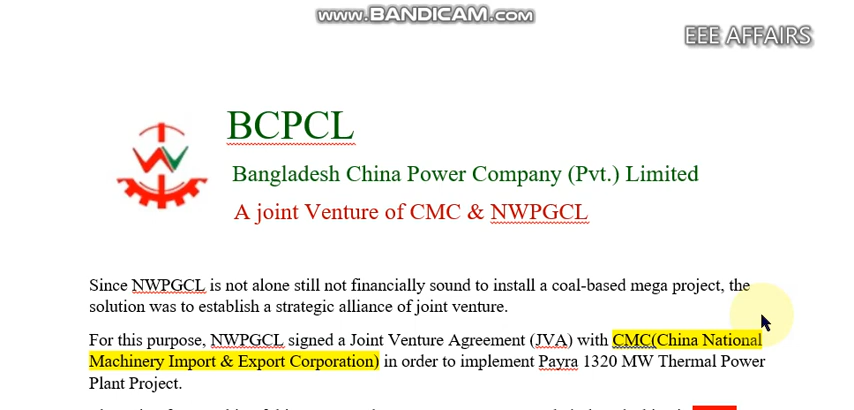 www.BANDICAM.com
EEE AFFAIRS
BCPCL
Bangladesh China Power Company (Pvt.) Limited
A joint Venture of CMC & NWPGCL
Since NWPGCL is not alone still not financially sound to install a coal-based mega project, the
solution was to establish a strategic alliance of joint venture.
For this purpose, NWPGCL signed a Joint Venture Agreement (JVA) with CMC(China National
Machinery Import & Export Corporation) in order to implement Payra 1320 MW Thermal Power
Plant Project.